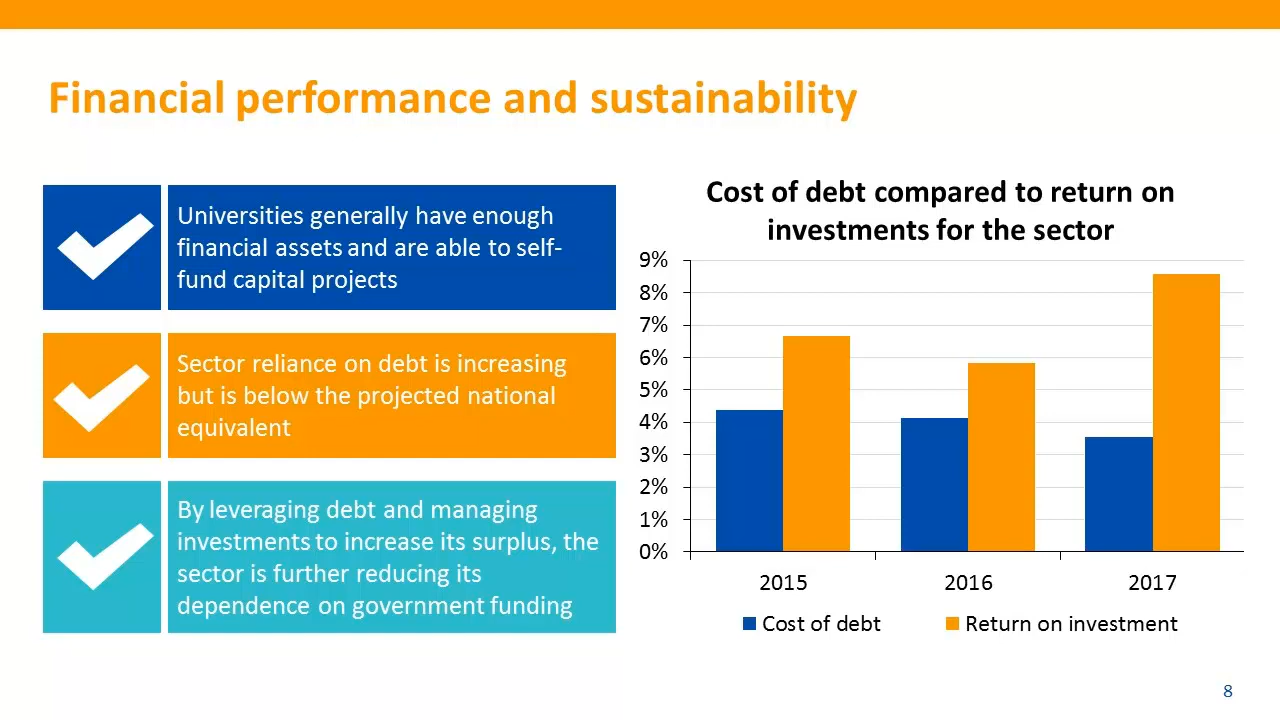 Financial performance and sustainability
Universities generally have enough
financial assets and are able to self-
fund capital projects
Sector reliance on debt is increasing
but is below the projected national
equivalent
By leveraging debt and managing
investments to increase its surplus, the
sector is further reducing its
dependence on government funding
Cost of debt compared to return on
investments for the sector
9%
8%
7%
6%
5%
4%
3%
2%
1%
0%
2015 2016 2017
Cost of debt Return on investment
8